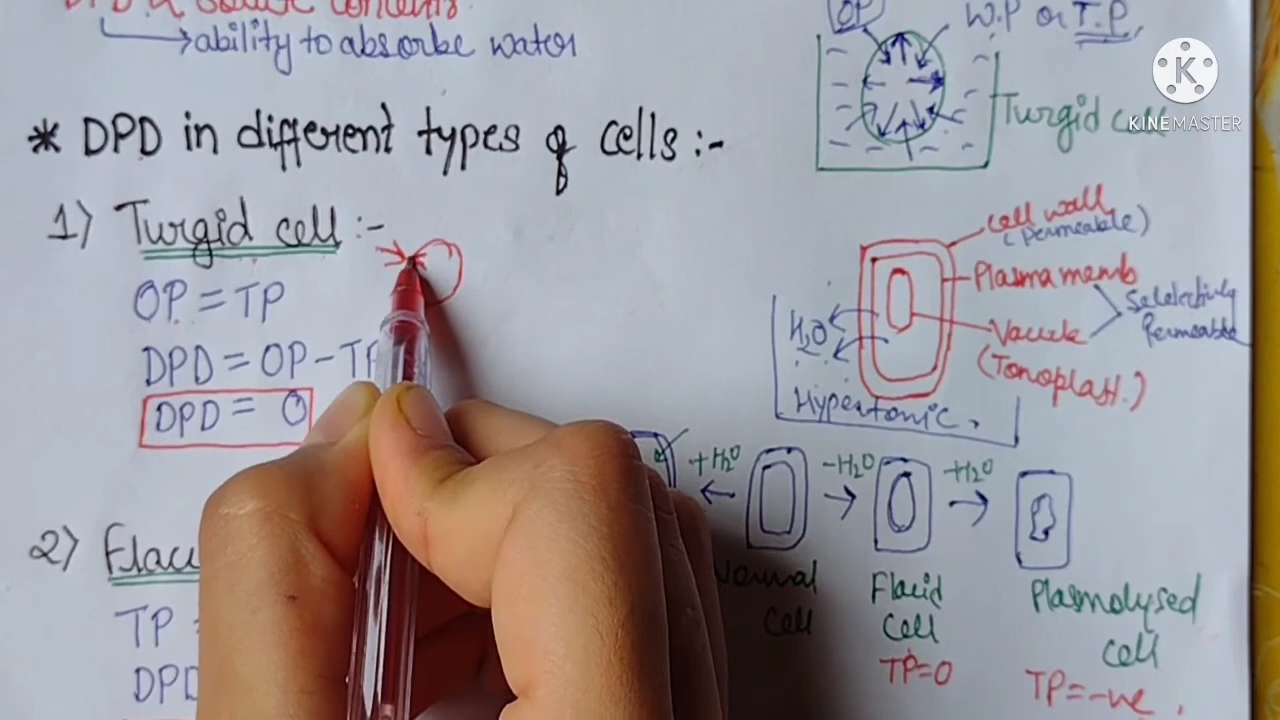 →ability to absorbe water
* DPD in different types of cells :-
1) Turgid cell :-
OP = TP
DPD = OP - TP
DPD = 0
2) Flac
TP =
DPD
OP
W.P or T.P.
Turgid cell
KINEMASTER
cell wall
(Permeable)
Plasma memb
Vacuole
(Tonoplast.)
Selectively
Permeable
H₂O
Hypertonic.
+H₂O
-H₂O
+H₂O
Normal
cell
Flacid
cell
TP=0
Plasmolysed
cell
TP=-ve.